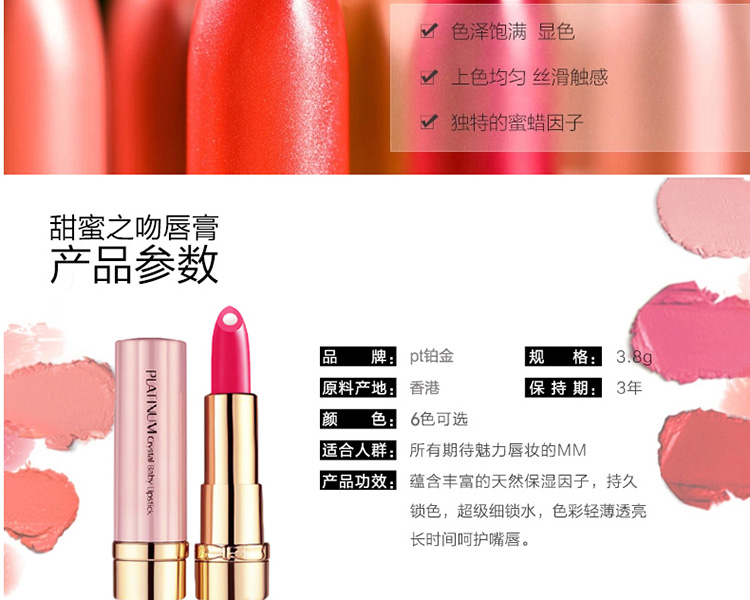 色泽饱满 显色
上色均匀 丝滑触感
独特的蜜蜡因子
甜蜜之吻唇膏
产品参数
品 牌： pt铂金 规 格： 3.8g
原料产地： 香港 保 持 期： 3年
颜 色： 6色可选
适合人群： 所有期待魅力唇妆的MM
产品功效： 蕴含丰富的天然保湿因子，持久
锁色，超级细锁水，色彩轻薄透亮
长时间呵护嘴唇。
PLATINUM Crystal Baby Lipstick